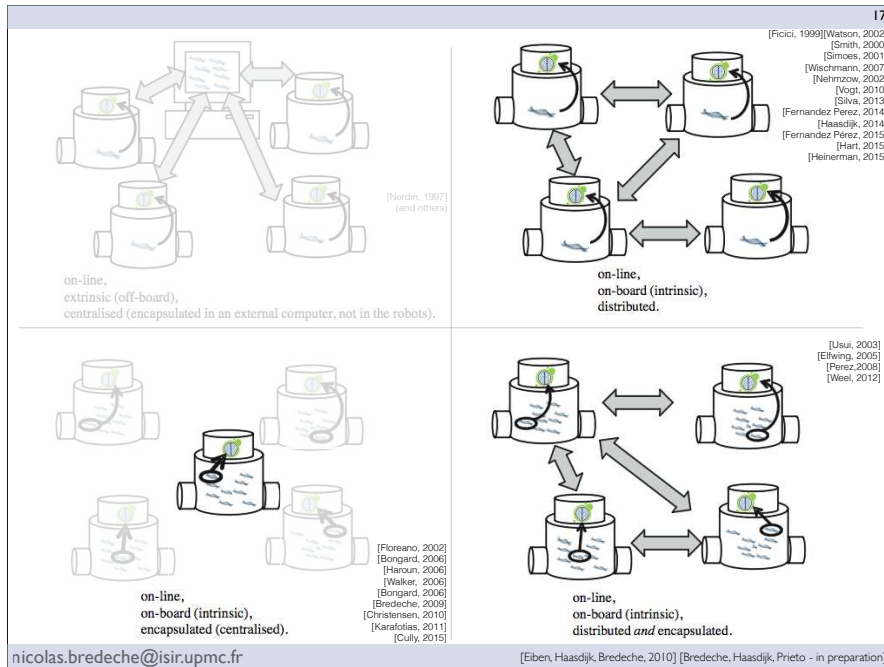 17
[Nordin, 1997]
(and others)
on-line,
extrinsic (off-board),
centralised (encapsulated in an external computer, not in the robots).
[Ficici, 1999][Watson, 2002
[Smith, 2000
[Simoes, 2001
[Wischmann, 2007
[Nehmzow, 2002
[Vogt, 2010
[Silva, 2013
[Fernandez Perez, 2014
[Haasdijk, 2014
[Fernandez Pérez, 2015
[Hart, 2015
[Heinerman, 2015
on-line,
on-board (intrinsic),
distributed.
[Floreano, 2002]
[Bongard, 2006]
[Haroun, 2006]
[Walker, 2006]
[Bongard, 2006]
[Bredeche, 2009]
[Christensen, 2010]
[Karafotias, 2011]
[Cully, 2015]
on-line,
on-board (intrinsic),
encapsulated (centralised).
[Usui, 2003]
[Elfwing, 2005]
[Perez,2008]
[Weel, 2012]
on-line,
on-board (intrinsic),
distributed and encapsulated.
nicolas.bredeche@isir.upmc.fr
[Eiben, Haasdijk, Bredeche, 2010] [Bredeche, Haasdijk, Prieto - in preparation]